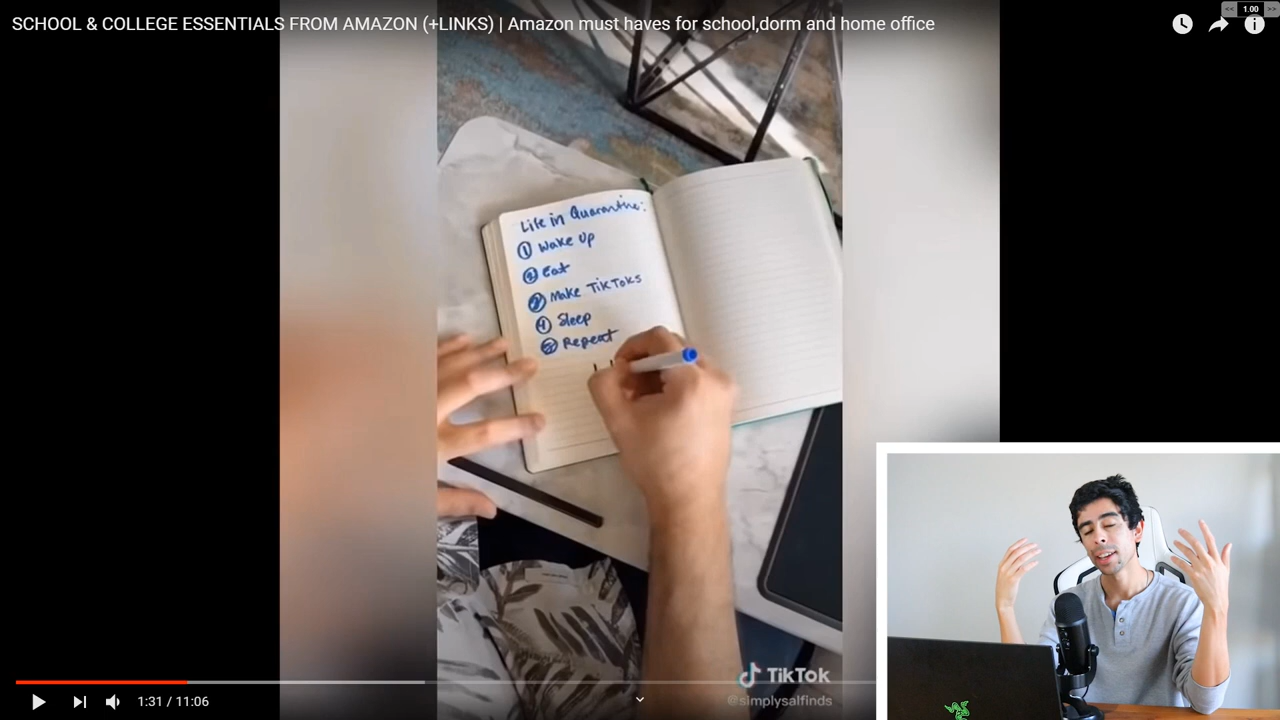 SCHOOL & COLLEGE ESSENTIALS FROM AMAZON (+LINKS) | Amazon must haves for school,dorm and home office
<< 1.00 >>
Life in Quarantine:
1 Wake Up
2 Eat
3 Make TikToks
4 Sleep
5 Repeat
TikTok
@simplysalfinds
1:31 / 11:06